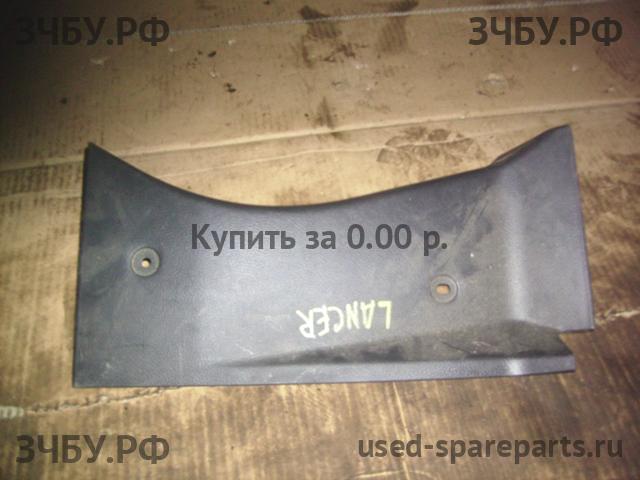 ЗЧБУ.РФ ЗЧБУ.РФ
Купить за 0.00 р.
LANCER
ЗЧБУ.РФ used-spareparts.ru